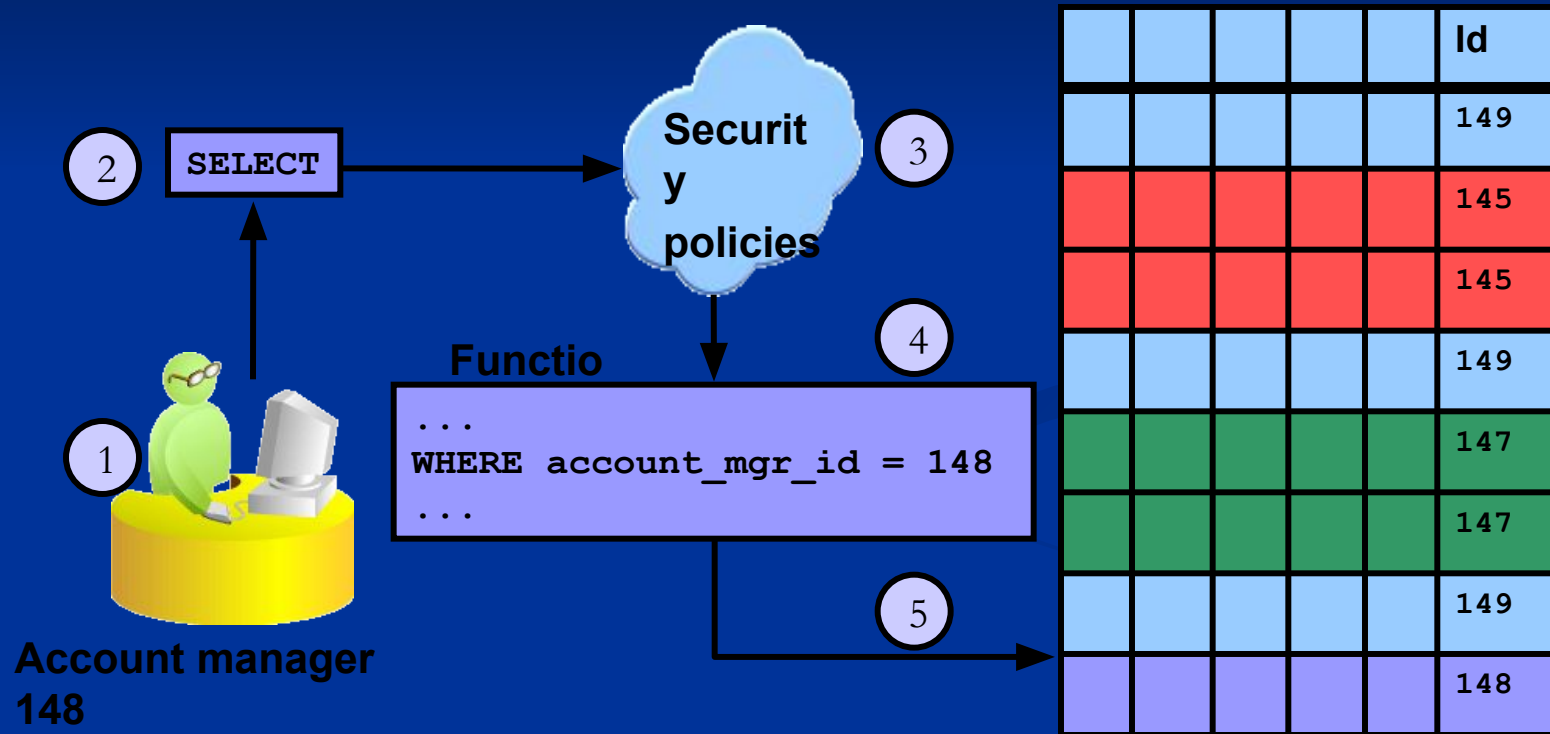 2
SELECT
Securit
y
policies
3
4
Functio
...
WHERE account_mgr_id = 148
...
1
5
Account manager
148
Id
149
145
145
149
147
147
149
148